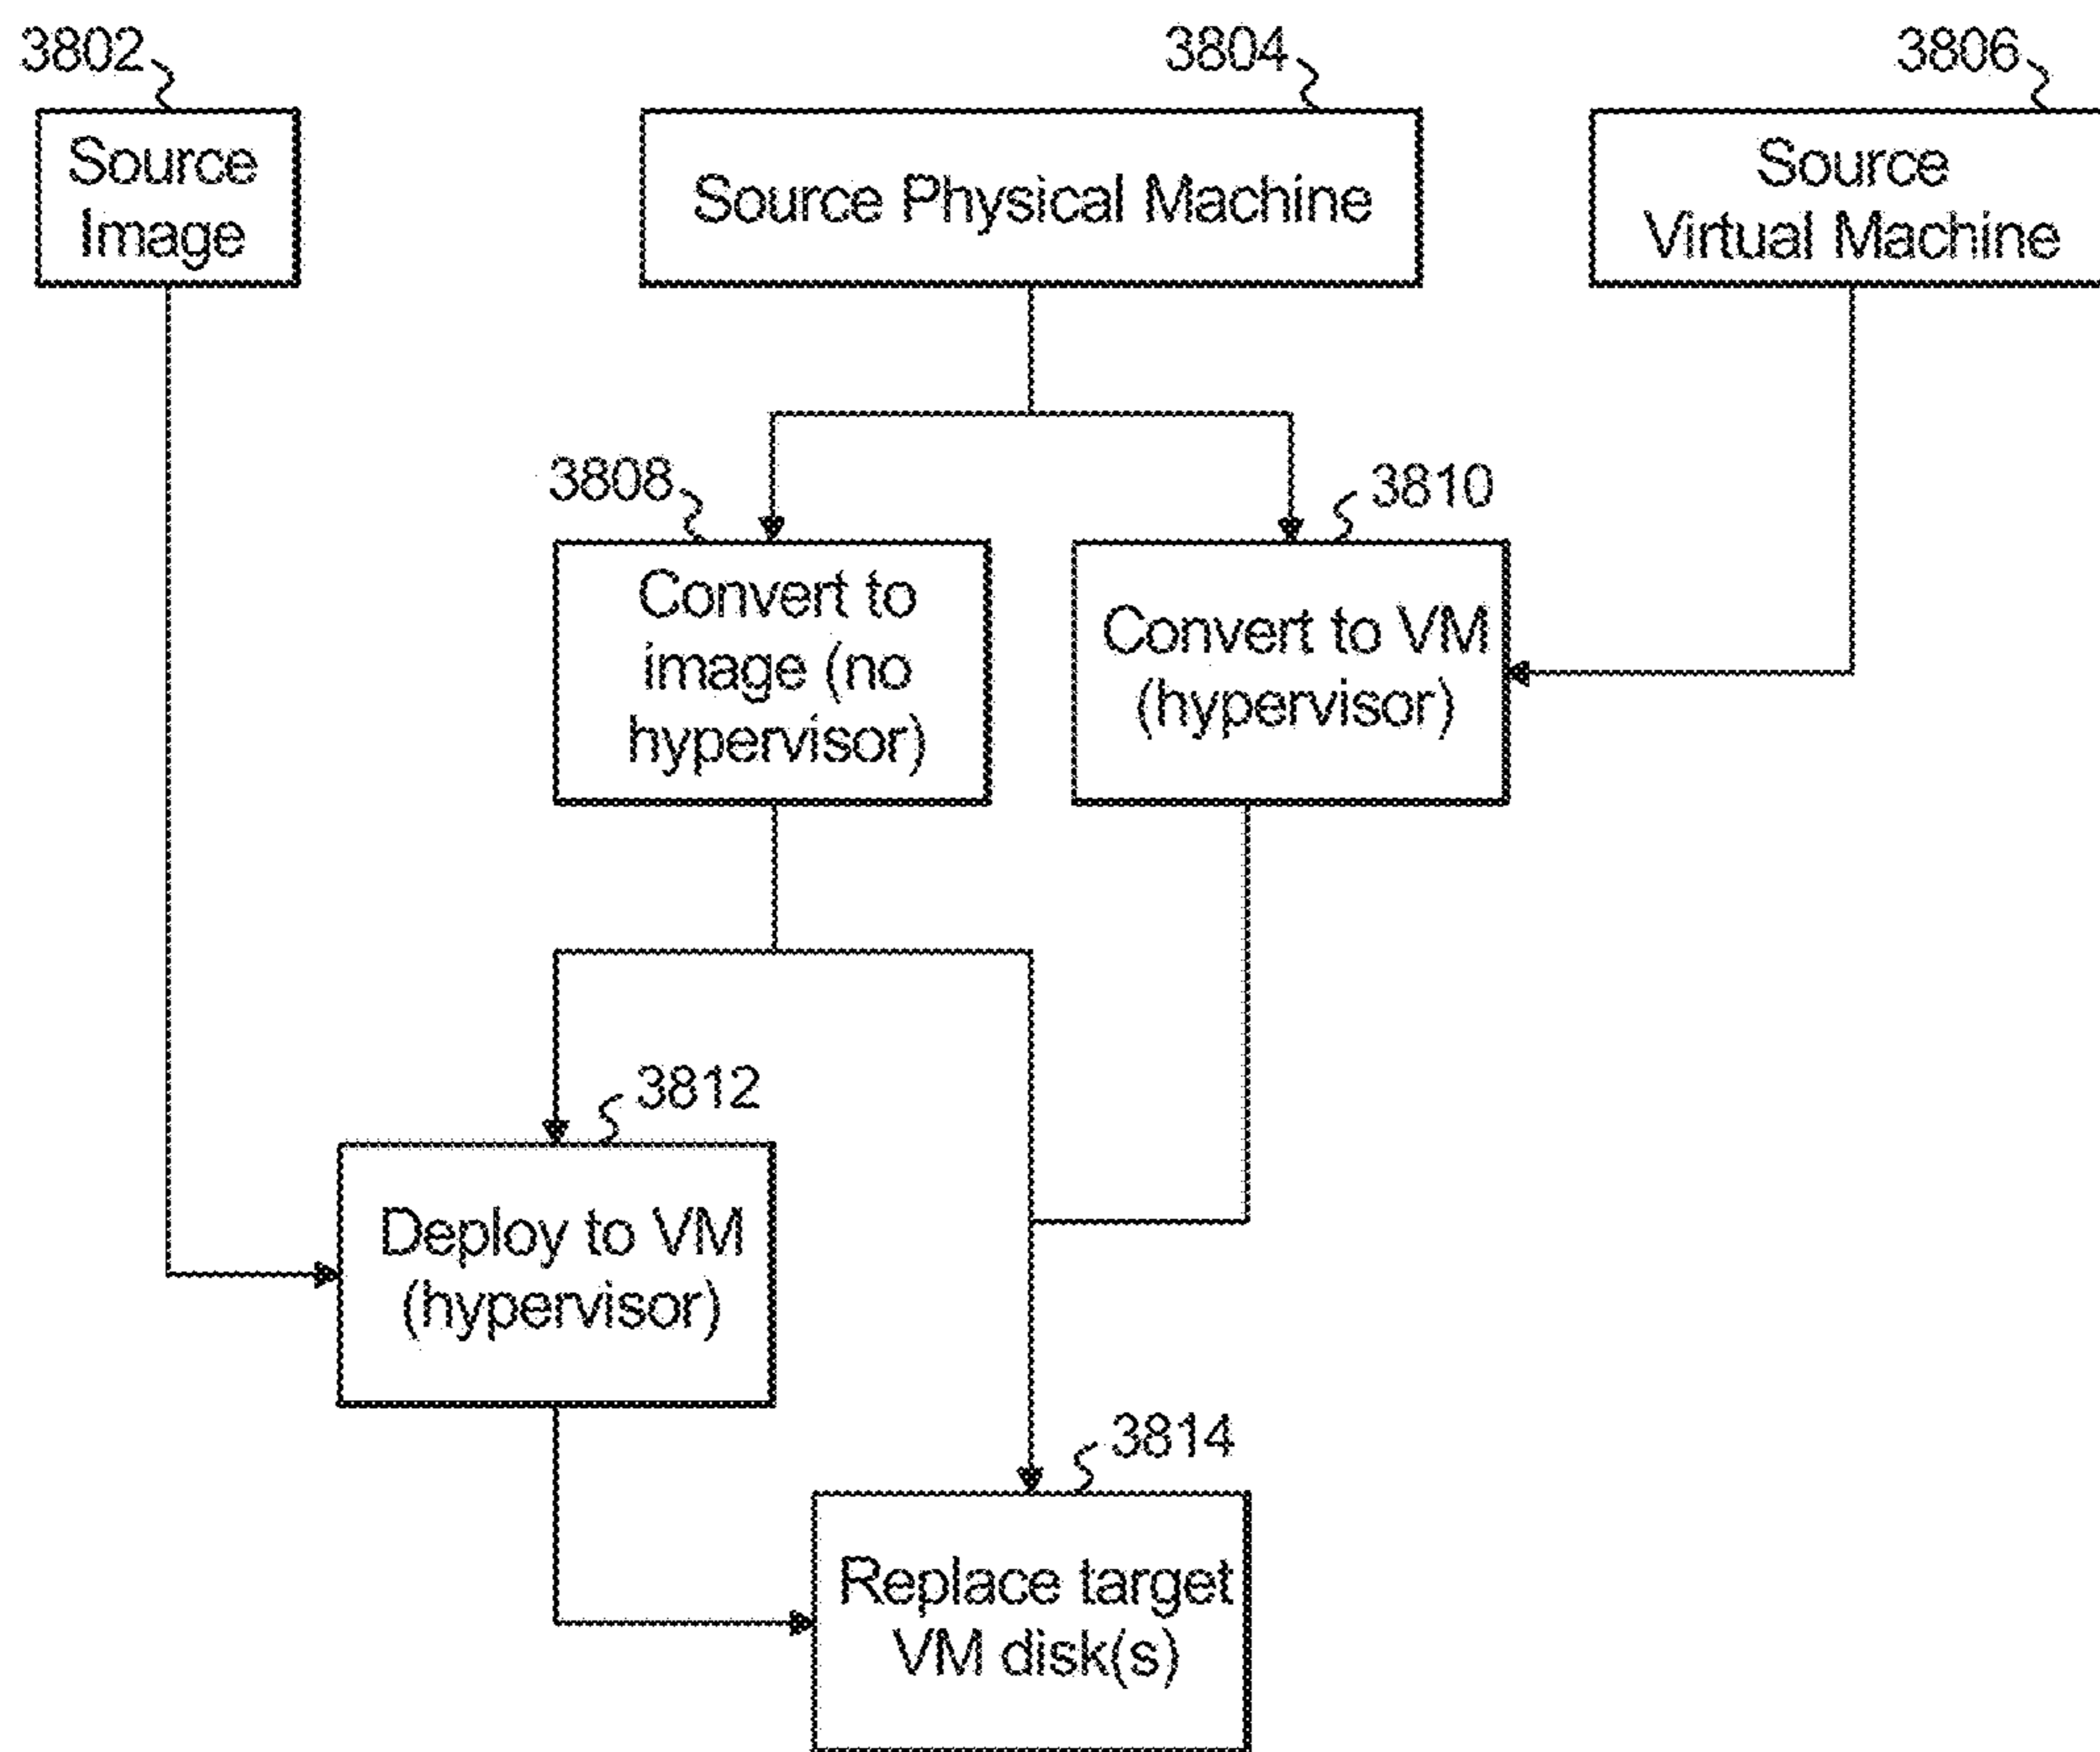 3802
3804
3806
Source
Image
Source Physical Machine
Source
Virtual Machine
3808
3810
Convert to
image (no
hypervisor)
Convert to VM
(hypervisor)
3812
Deploy to VM
(hypervisor)
3814
Replace target
VM disk(s)